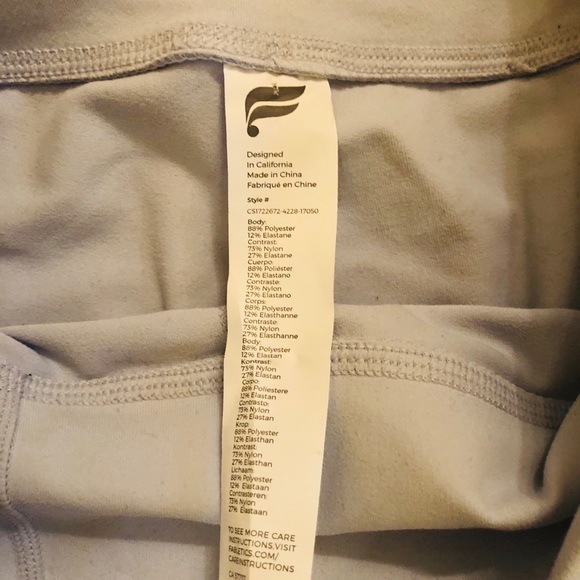 Designed
In California
Made in China
Fabriqué en Chine
Style #
CS1722672-4228-17050
Body:
88% Polyester
12% Elastane
Contrast:
73% Nylon
27% Elastane
Cuerpo:
88% Poliéster
12% Elastano
Contraste:
73% Nylon
27% Elastano
Corps:
88% Polyester
12% Elasthanne
Contraste:
73% Nylon
27% Elasthanne
Body:
88% Polyester
12% Elastan
Kontrast:
73% Nylon
27% Elastan
Corpo:
88% Poliestere
12% Elastan
Contrasto:
73% Nylon
27% Elastan
Krop:
88% Polyester
12% Elasthan
Kontrast:
73% Nylon
27% Elasthan
Lichaam:
88% Polyester
12% Elastaan
Contrasteren:
73% Nylon
27% Elastaan
TO SEE MORE CARE
INSTRUCTIONS, VISIT
FABLETICS.COM/
CAREINSTRUCTIONS